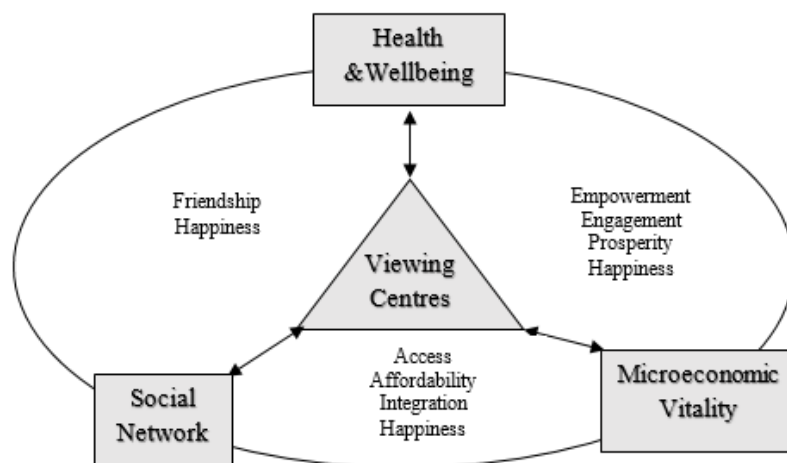 Health
&Wellbeing
Friendship
Happiness
Empowerment
Engagement
Prosperity
Happiness
Viewing
Centres
Access
Affordability
Integration
Happiness
Social
Network
Microeconomic
Vitality